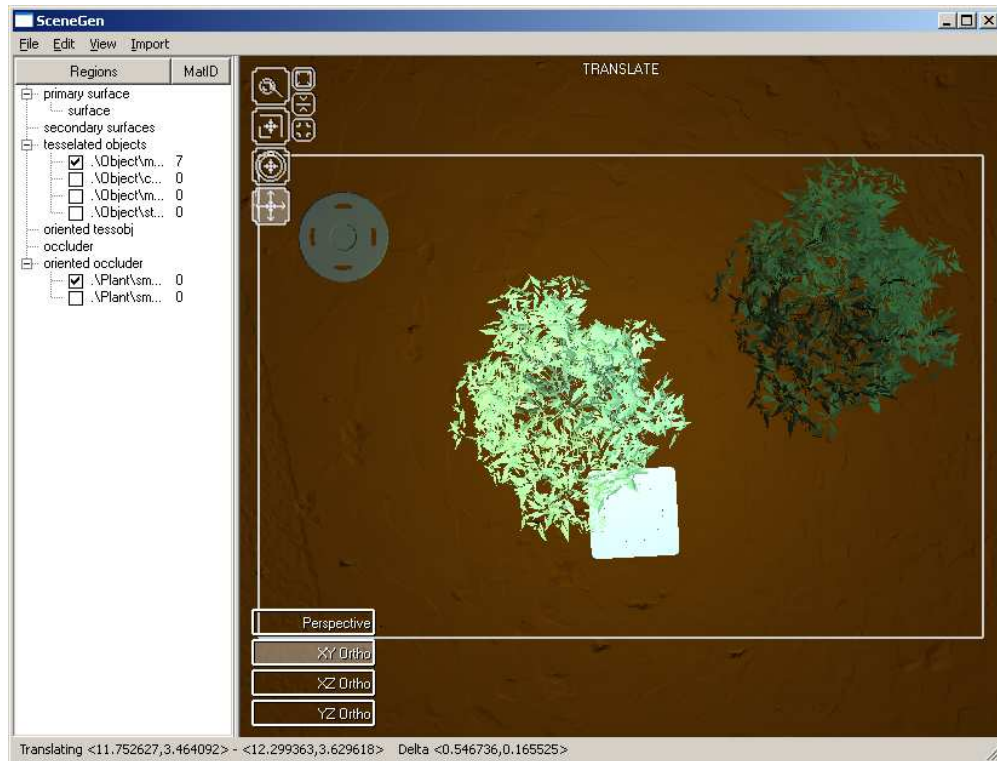 SceneGen
File Edit View Import
Regions MatID
TRANSLATE
primary surface
surface
secondary surfaces
tesselated objects
.\Object\m... 7
.\Object\c... 0
.\Object\m... 0
.\Object\st... 0
oriented tessobj
occluder
oriented occluder
.\Plant\sm... 0
.\Plant\sm... 0
Perspective
XY Ortho
XZ Ortho
YZ Ortho
Translating <11.752627,3.464092> - <12.299363,3.629618> Delta <0.546736,0.165525>